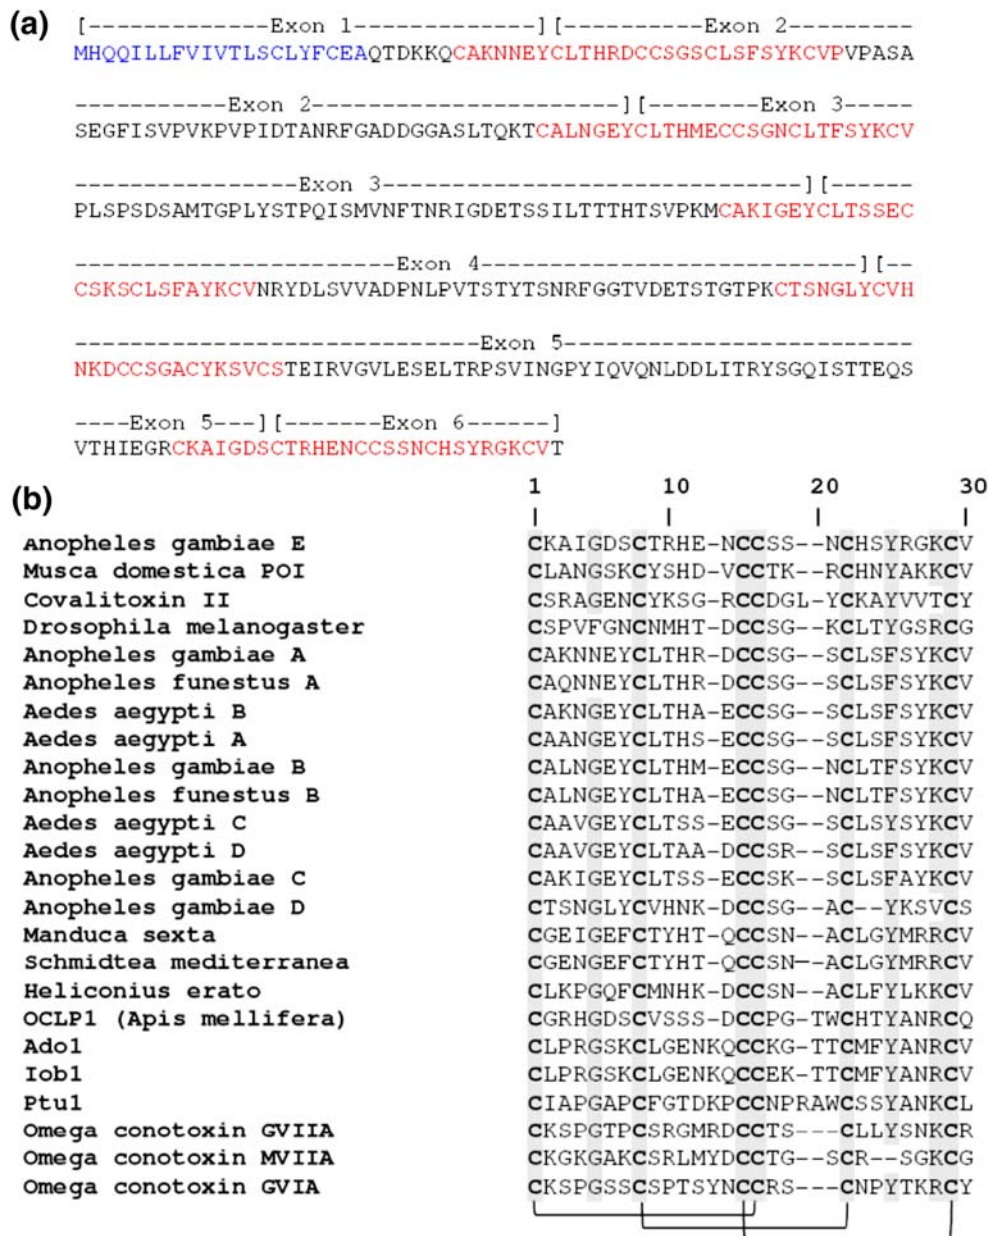 (a)
[-----------Exon 1------------][---------Exon 2---------
MHQQILLFVIVTLSCLYFCEAQTDKKQCAKNNEYCLTHRDCCSGSCLSFSYKCVPVPASA
-----------Exon 2-----------------------][-------Exon 3-----
SEGFISVPVKPVPIDTANRFGADDGGASLTQKTCALNGEYCLTHMECCSGNCLTFSYKCV
----------------Exon 3-------------------------------][------
PLSPSDSAMTGPLYSTPQISMVNFTNRIGDETSSILTTTHTSVPKMCAKIGEYCLTSSEC
-----------------------Exon 4----------------------------][--
CSKSCLSFAYKCVNRYDLSVVADPNLPVTSTYTSNRFGGTVDETSTGTPKCTSNGLYCVH
-----------------------------Exon 5-------------------------
NKDCCSGACYKSVCSTEIRVGVLESELTRPSVINGPYIQVQNLDDLITRYSGQISTTEQS
----Exon 5---][-------Exon 6------]
VTHIEGRCKAIGDSCTRHENCCSSNCHSYRGKCVT
(b)
1 10 20 30
Anopheles gambiae E CKAIGDSCTRHE-NCCSS--NCHSYRGKCV
Musca domestica POI CLANGSKCYSHD-VCCTK--RCHNYAKKCV
Covalitoxin II CSRAGENCYKSG-RCCDGL-YCKAYVVTCY
Drosophila melanogaster CSPVFGNCNMHT-DCCSG--KCLTYGSRCG
Anopheles gambiae A CAKNNEYCLTHR-DCCSG--SCLSFSYKCV
Anopheles funestus A CAQNNEYCLTHR-DCCSG--SCLSFSYKCV
Aedes aegypti B CAKNGEYCLTHA-ECCSG--SCLSFSYKCV
Aedes aegypti A CAANGEYCLTHS-ECCSG--SCLSFSYKCV
Anopheles gambiae B CALNGEYCLTHM-ECCSG--NCLTFSYKCV
Anopheles funestus B CALNGEYCLTHA-ECCSG--NCLTFSYKCV
Aedes aegypti C CAAVGEYCLTSS-ECCSG--SCLSYSYKCV
Aedes aegypti D CAAVGEYCLTAA-DCCSR--SCLSFSYKCV
Anopheles gambiae C CAKIGEYCLTSS-ECCSK--SCLSFAYKCV
Anopheles gambiae D CTSNGLYCVHNK-DCCSG--AC--YKSVCS
Manduca sexta CGEIGEFCTYHT-QCCSN--ACLGYMRRCV
Schmidtea mediterranea CGENGEFCTYHT-QCCSN--ACLGYMRRCV
Heliconius erato CLKPGQFCMNHK-DCCSN--ACLFYLKKCV
OCLP1 (Apis mellifera) CGRHGDSCVSSS-DCCPG-TWCHTYANRCQ
Ado1 CLPRGSKCLGENKQCCKG-TTCMFYANRCV
Iob1 CLPRGSKCLGENKQCCEK-TTCMFYANRCV
Ptu1 CIAPGAPCFGTDKPCCNPRAWCSSYANKCL
Omega conotoxin GVIIA CKSPGTPCSRGMRDCCTS---CLLYSNKCR
Omega conotoxin MVIIA CKGKGAKCSRLMYDCCTG--SCR--SGKCG
Omega conotoxin GVIA CKSPGSSCSPTSYNCCRS---CNPYTKRCY